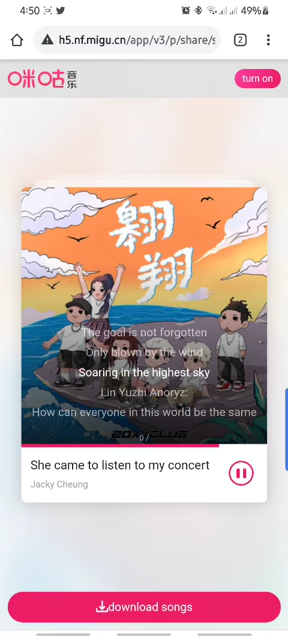 4:50
49%
h5.nf.migu.cn/app/v3/p/share/s
2
咪咕音乐
turn on
翱翔
The goal is not forgotten
Only blown by the wind
Soaring in the highest sky
Lin Yuzhi Anoryz:
How can everyone in this world be the same
20XXCLUB
0 /
She came to listen to my concert
Jacky Cheung
download songs